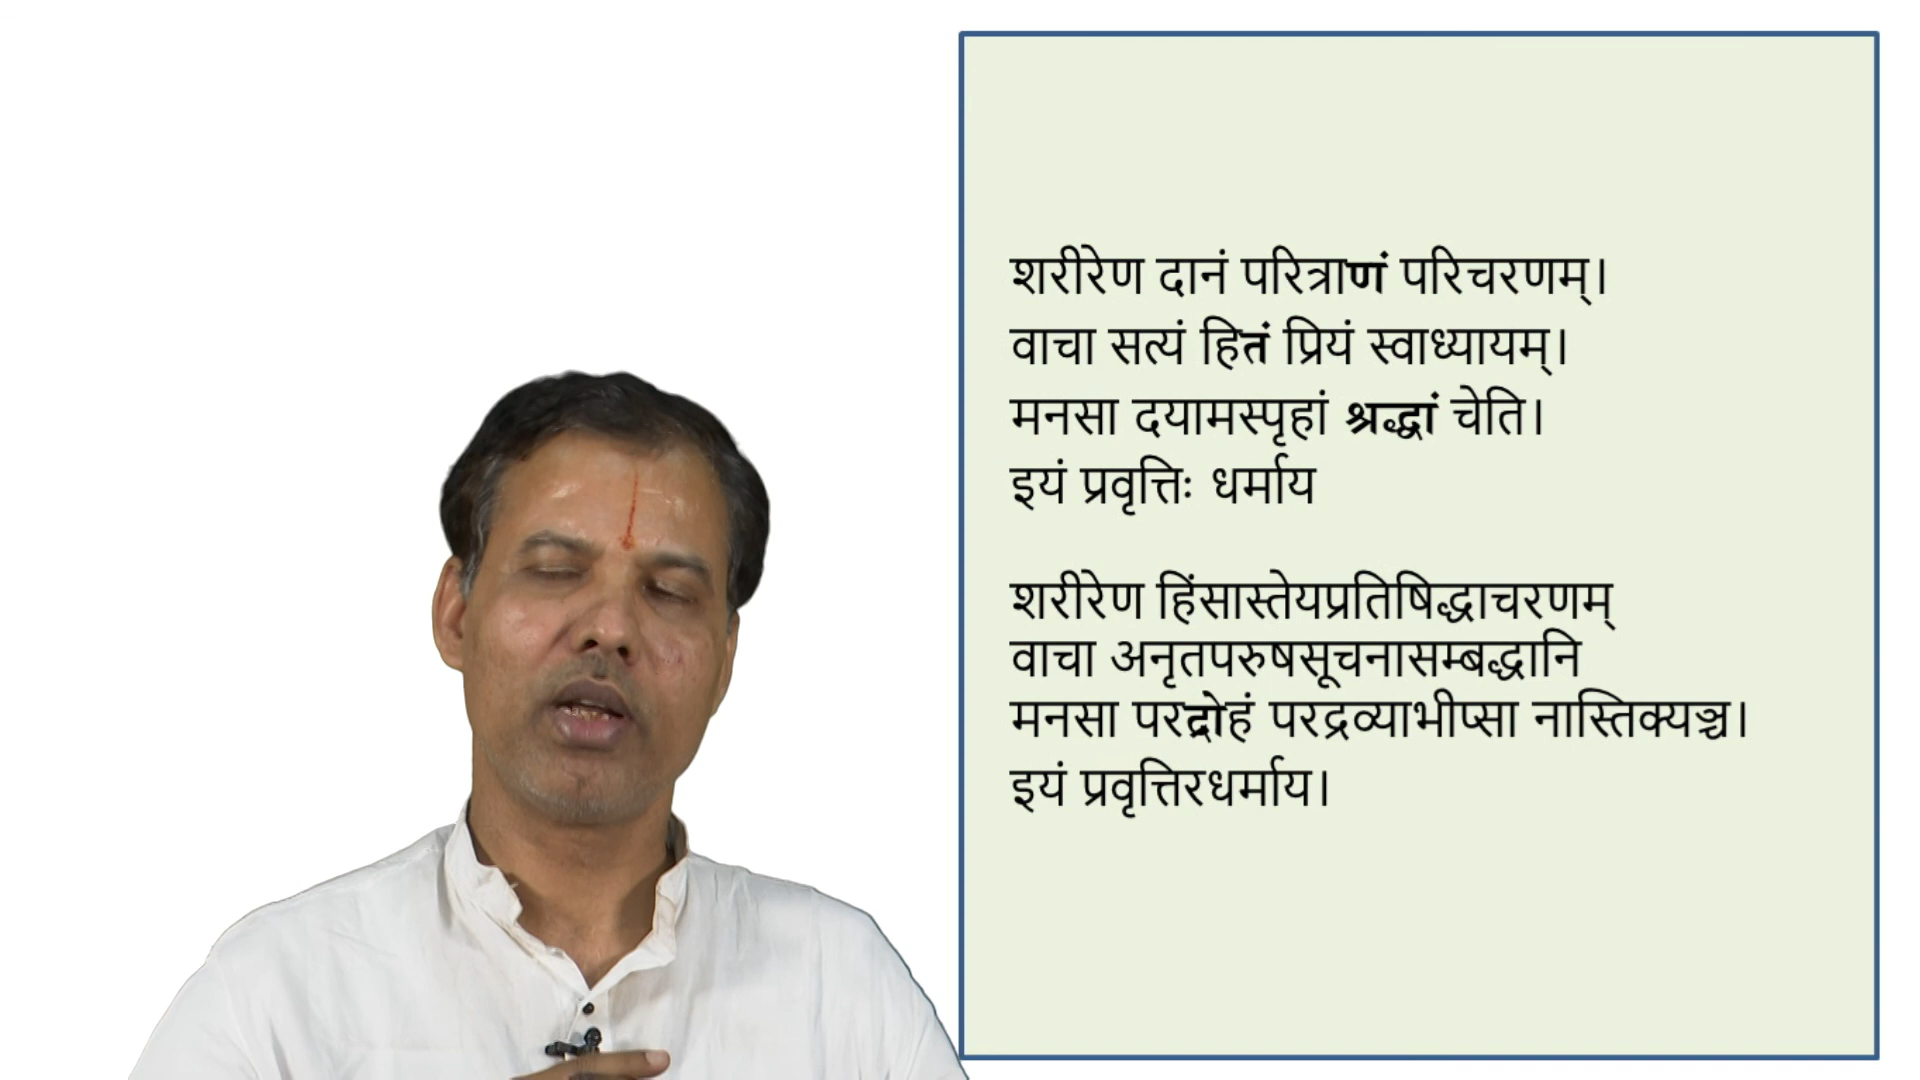 शरीरेण दानं परित्राणं परिचरणम्।
वाचा सत्यं हितं प्रियं स्वाध्यायम्।
मनसा दयामस्पृहां श्रद्धां चेति।
इयं प्रवृत्तिः धर्माय
शरीरेण हिंसास्तेयप्रतिषिद्धाचरणम्
वाचा अनृतपरुषसूचनासम्बद्धानि
मनसा परद्रोहं परद्रव्याभीप्सा नास्तिक्यञ्च।
इयं प्रवृत्तिरधर्माय।